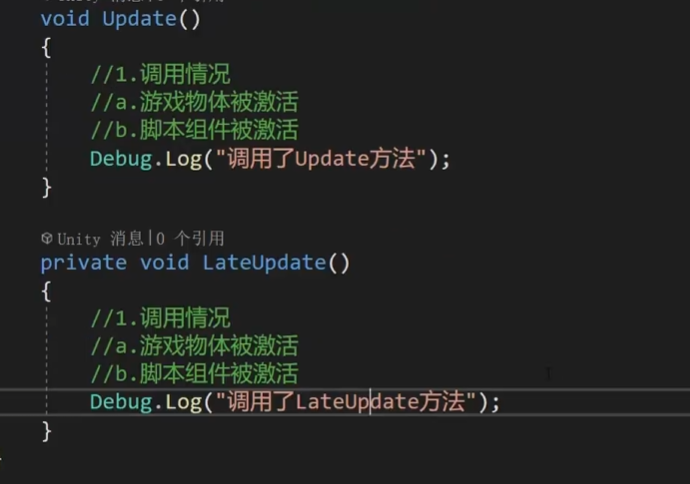 void Update()
{
//1.调用情况
//a.游戏物体被激活
//b.脚本组件被激活
Debug.Log("调用了Update方法");
}
Unity 消息|0 个引用
private void LateUpdate()
{
//1.调用情况
//a.游戏物体被激活
//b.脚本组件被激活
Debug.Log("调用了LateUpdate方法");
}